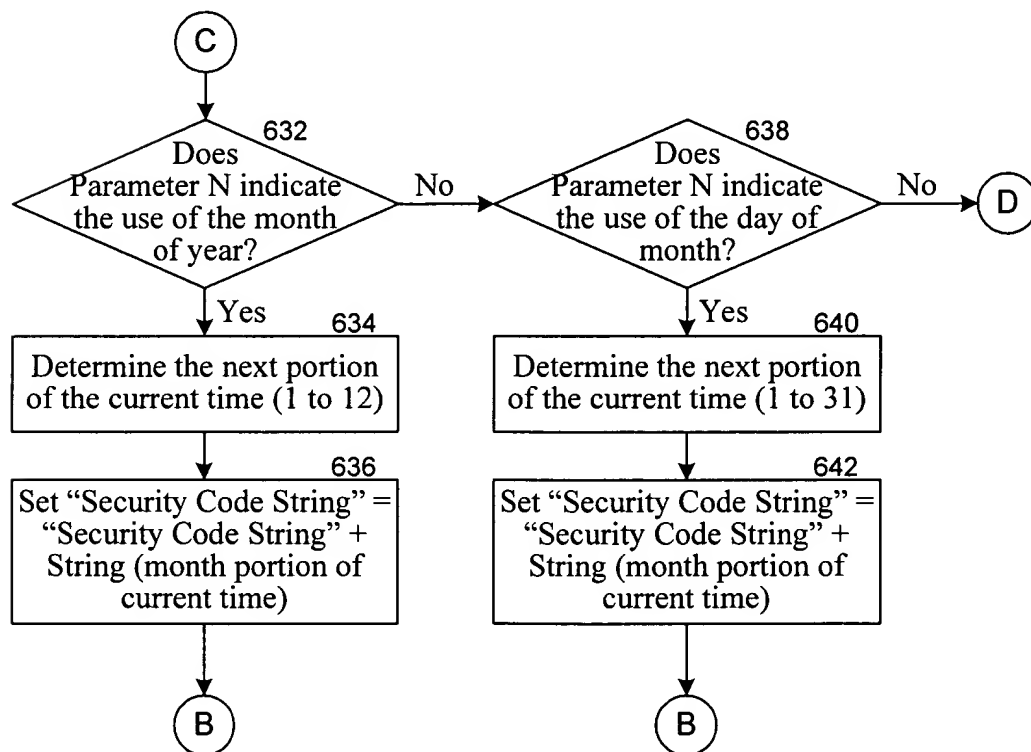 C
632
Does
Parameter N indicate
the use of the month
of year?
No
638
Does
Parameter N indicate
the use of the day of
month?
No
D
Yes
634
Determine the next portion
of the current time (1 to 12)
Yes
640
Determine the next portion
of the current time (1 to 31)
636
Set “Security Code String” =
“Security Code String” +
String (month portion of
current time)
642
Set “Security Code String” =
“Security Code String” +
String (month portion of
current time)
B
B